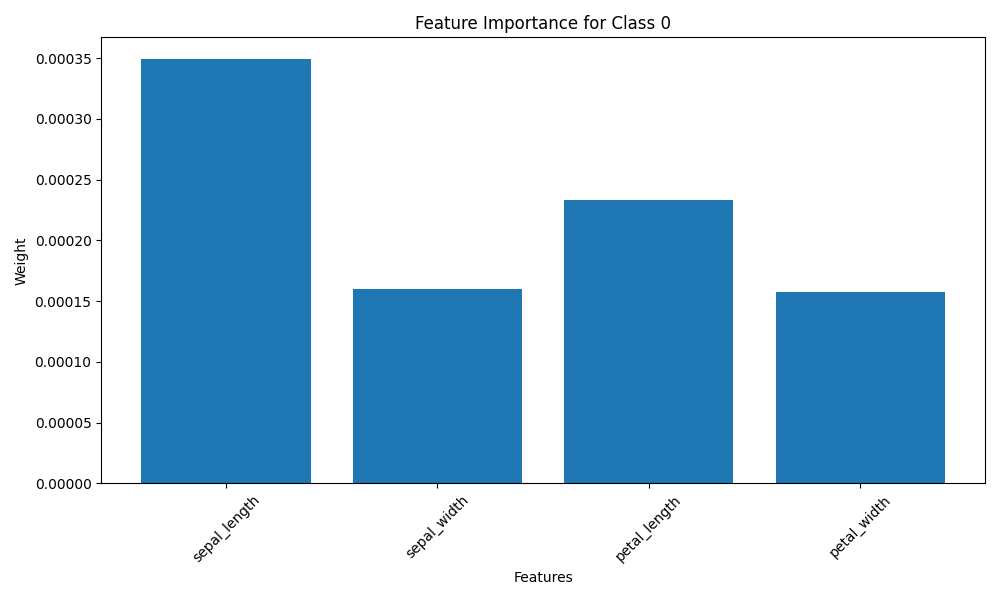 Feature Importance for Class 0
Weight
0.00035
0.00030
0.00025
0.00020
0.00015
0.00010
0.00005
0.00000
sepal_length
sepal_width
petal_length
petal_width
Features